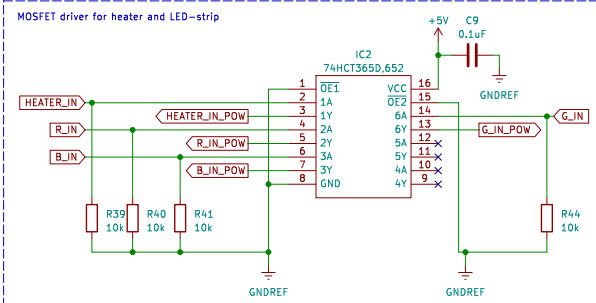 MOSFET driver for heater and LED-strip
+5V
C9
0.1uF
GNDREF
IC2
74HCT365D,652
1 OE1 VCC 16
2 1A OE2 15
3 1Y 6A 14
4 2A 6Y 13
5 2Y 5A 12
6 3A 5Y 11
7 3Y 4A 10
8 GND 4Y 9
HEATER_IN
HEATER_IN_POW
R_IN
R_IN_POW
B_IN
B_IN_POW
G_IN
G_IN_POW
R39
10k
R40
10k
R41
10k
R44
10k
GNDREF
GNDREF